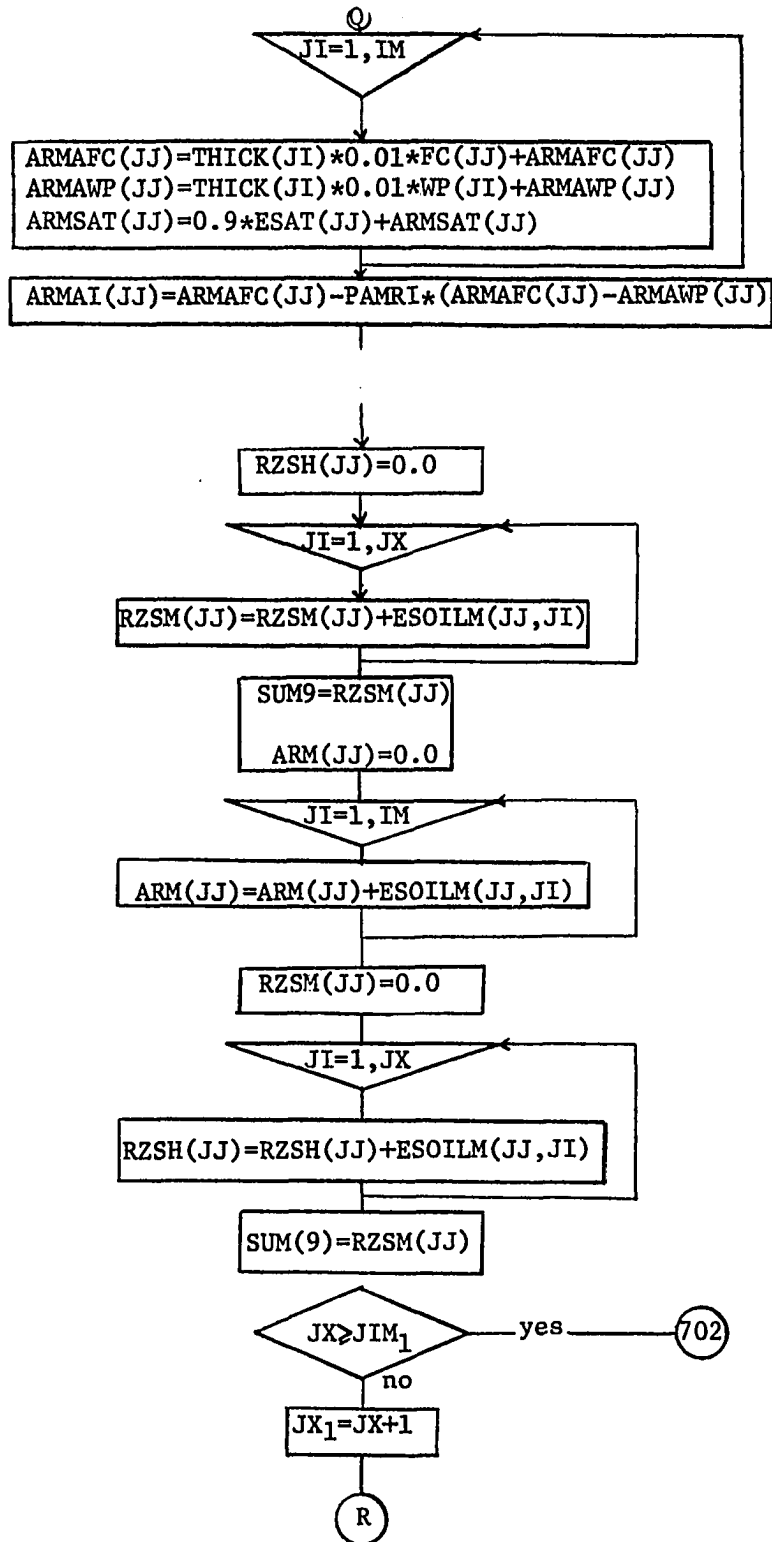 Q
JI=1,IM
ARMAFC(JJ)=THICK(JI)*0.01*FC(JJ)+ARMAFC(JJ)
ARMAWP(JJ)=THICK(JI)*0.01*WP(JI)+ARMAWP(JJ)
ARMSAT(JJ)=0.9*ESAT(JJ)+ARMSAT(JJ)
ARMAI(JJ)=ARMAFC(JJ)-PAMRI*(ARMAFC(JJ)-ARMAWP(JJ)
RZSH(JJ)=0.0
JI=1,JX
RZSM(JJ)=RZSM(JJ)+ESOILM(JJ,JI)
SUM9=RZSM(JJ)
ARM(JJ)=0.0
JI=1,IM
ARM(JJ)=ARM(JJ)+ESOILM(JJ,JI)
RZSM(JJ)=0.0
JI=1,JX
RZSH(JJ)=RZSH(JJ)+ESOILM(JJ,JI)
SUM(9)=RZSM(JJ)
JX≥JIM₁ yes 702
no
JX₁=JX+1
R